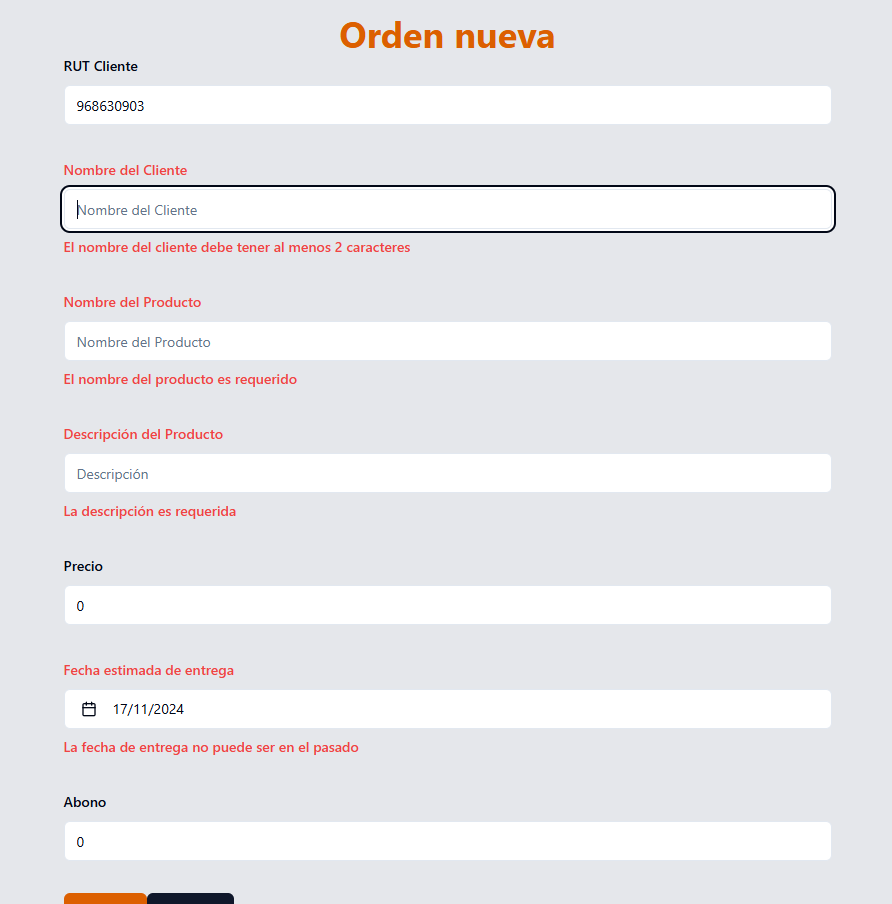 Orden nueva
RUT Cliente
968630903
Nombre del Cliente
Nombre del Cliente
El nombre del cliente debe tener al menos 2 caracteres
Nombre del Producto
Nombre del Producto
El nombre del producto es requerido
Descripción del Producto
Descripción
La descripción es requerida
Precio
0
Fecha estimada de entrega
17/11/2024
La fecha de entrega no puede ser en el pasado
Abono
0